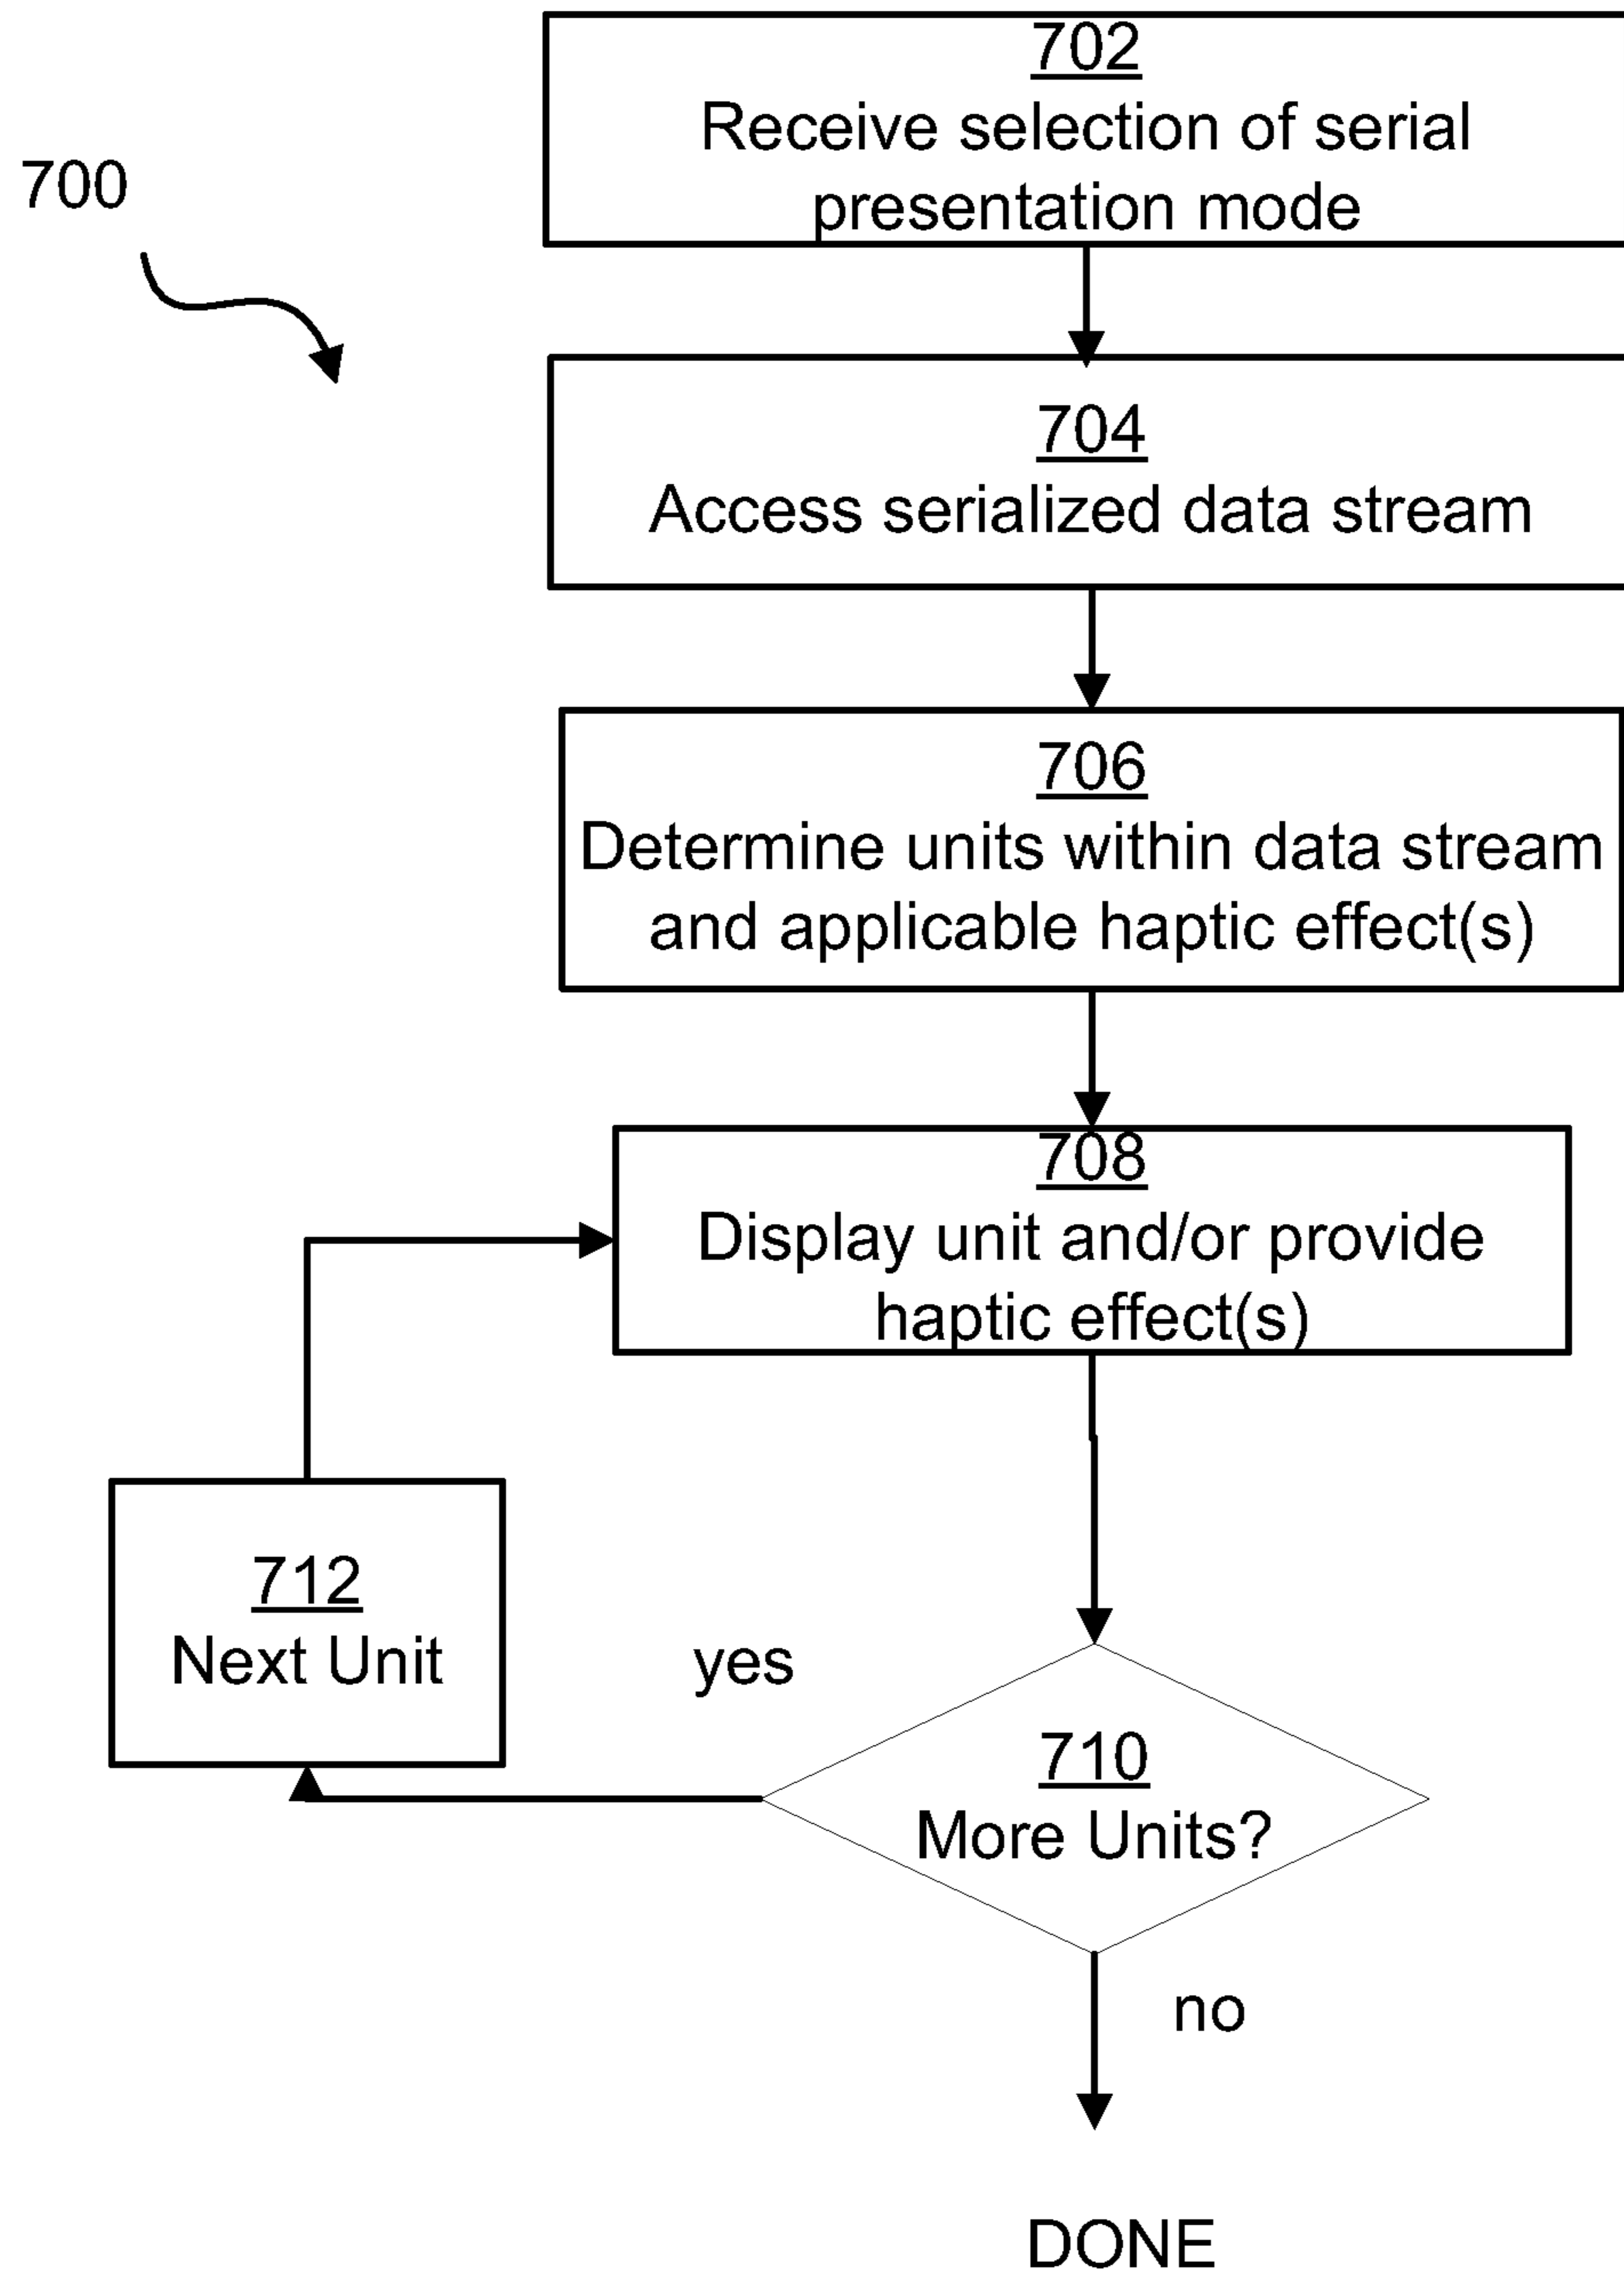 702
Receive selection of serial
presentation mode
700
704
Access serialized data stream
706
Determine units within data stream
and applicable haptic effect(s)
708
Display unit and/or provide
haptic effect(s)
712
Next Unit
yes
710
More Units?
no
DONE